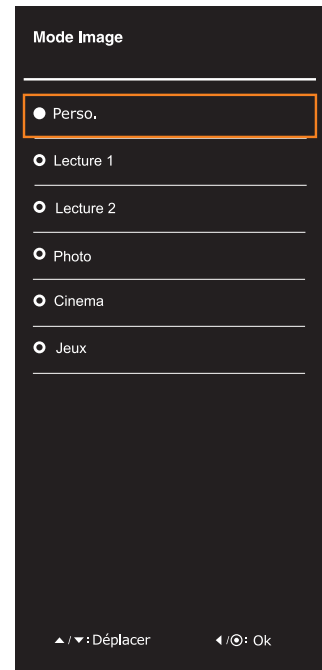 Mode Image
Perso.
Lecture 1
Lecture 2
Photo
Cinema
Jeux
▲/▼:Déplacer ◀/◉: Ok